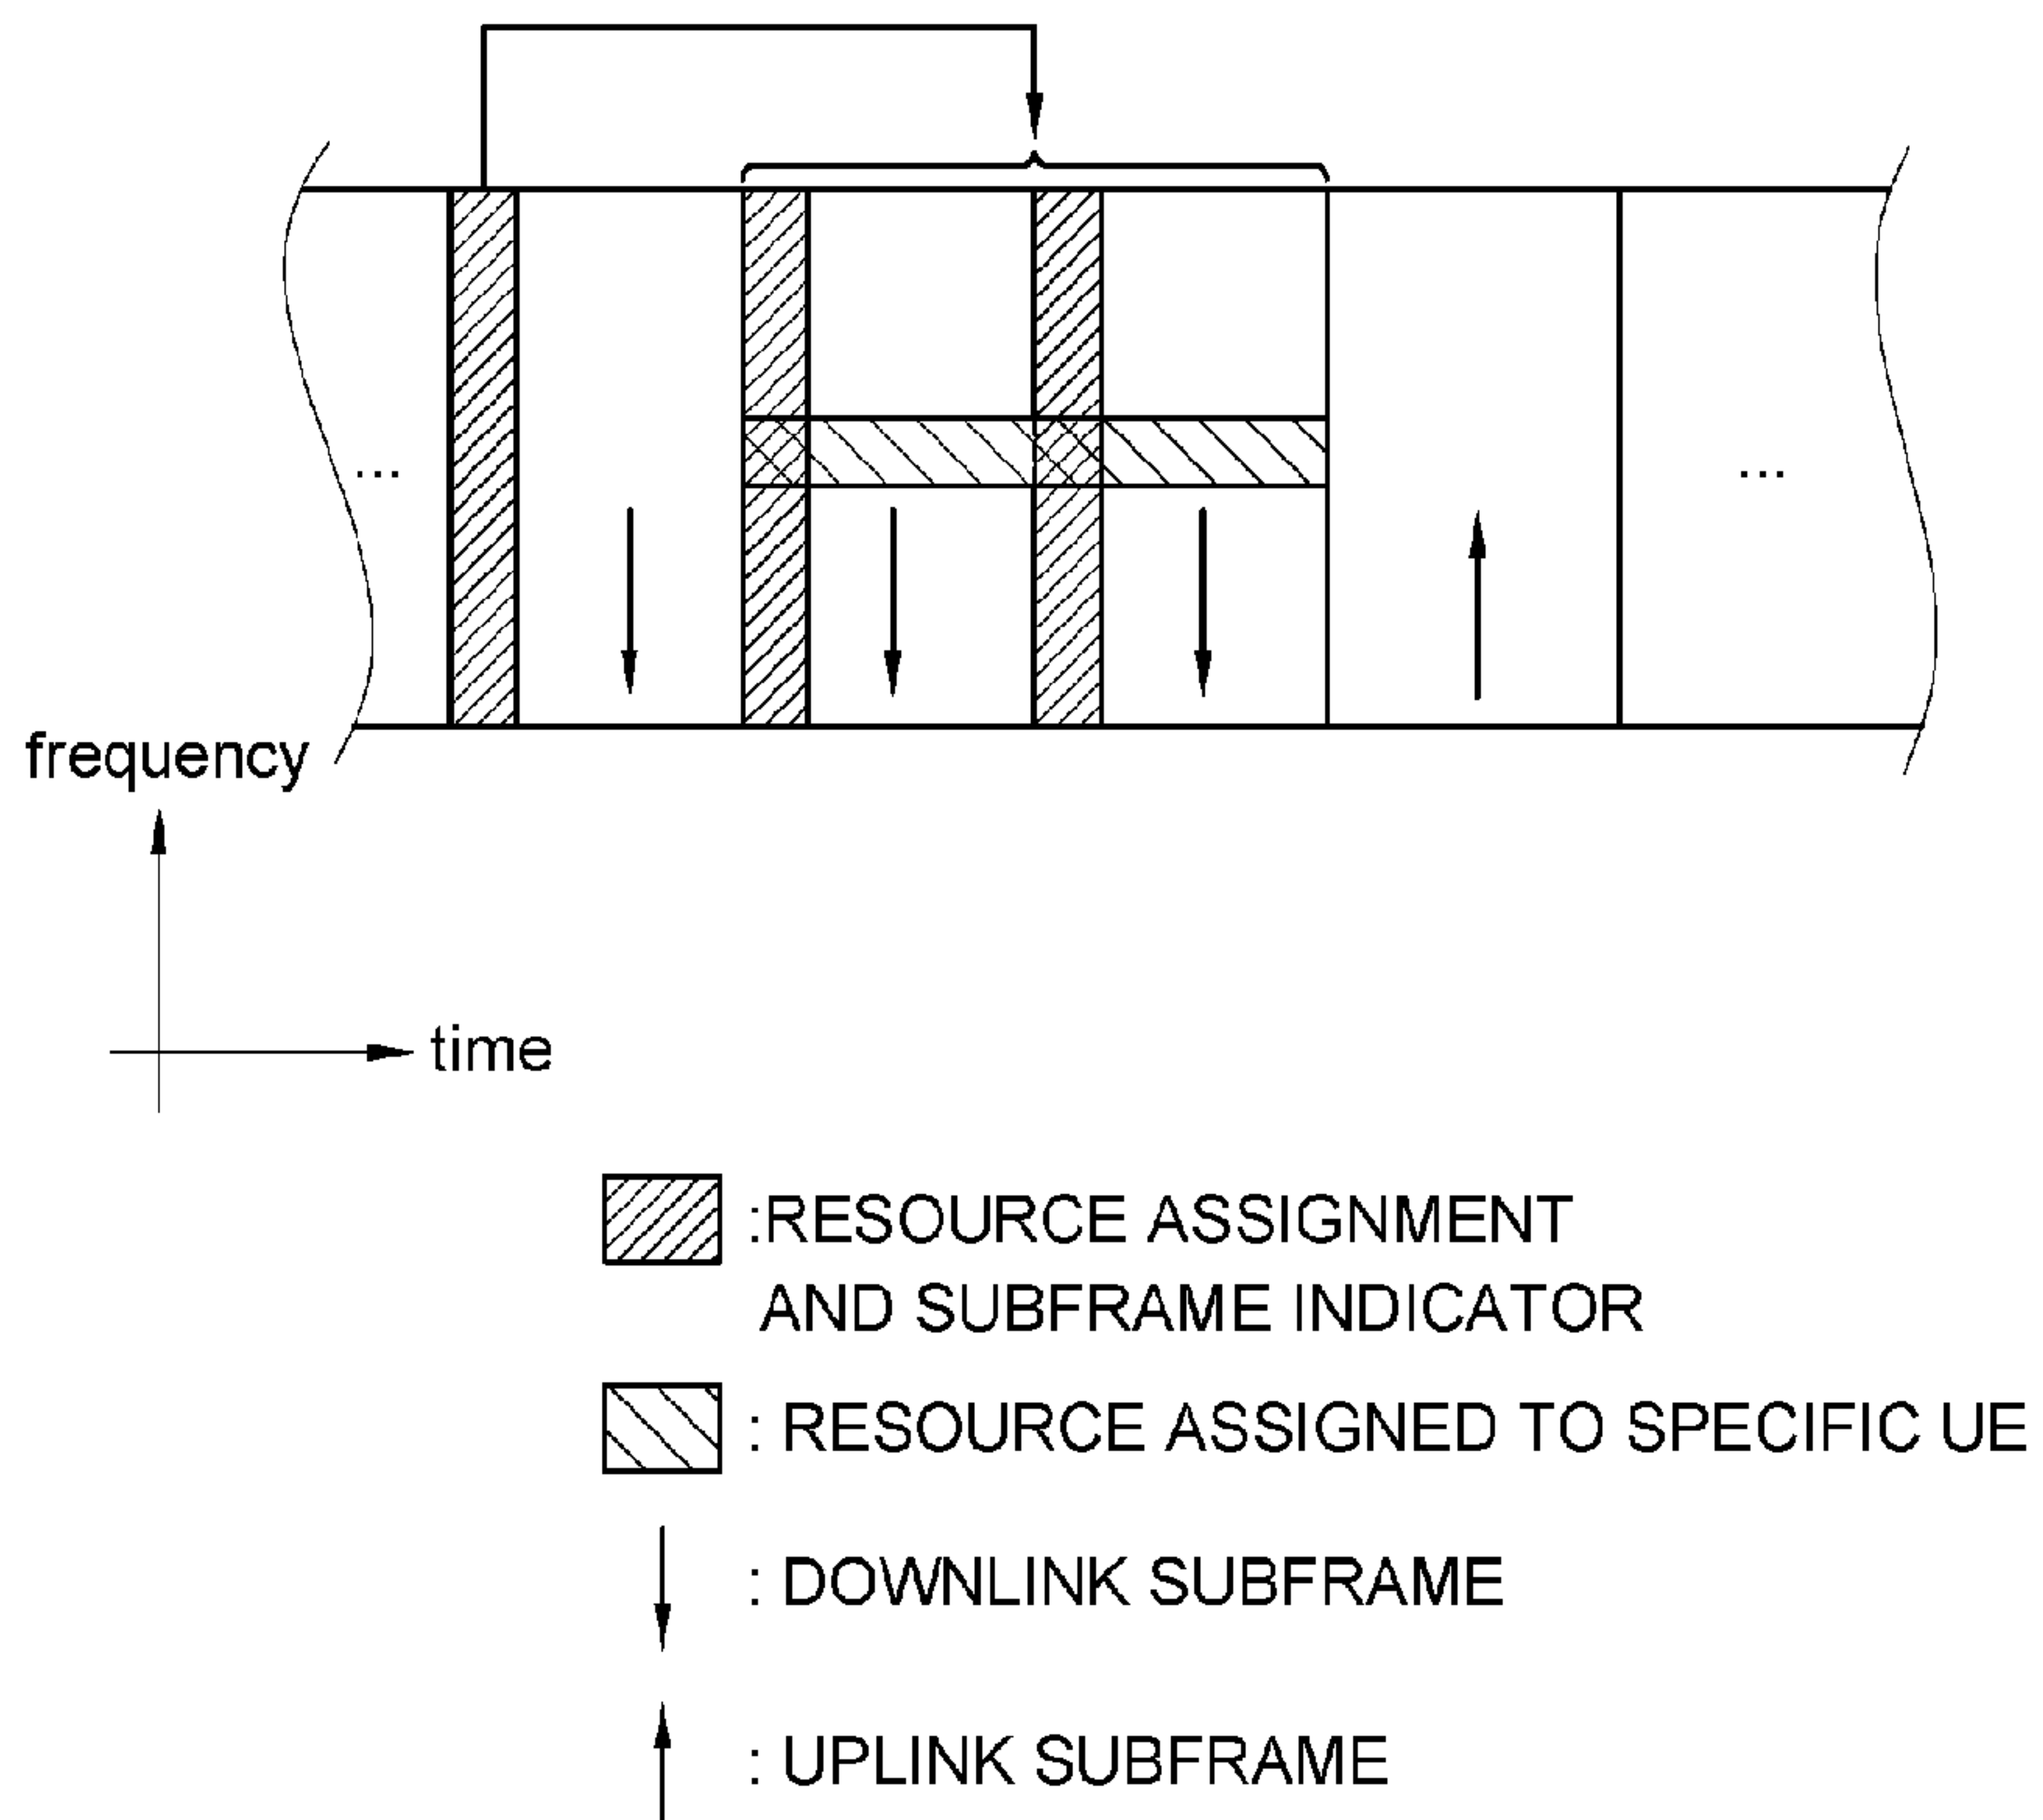 ...
...
frequency
time
:RESOURCE ASSIGNMENT
AND SUBFRAME INDICATOR
: RESOURCE ASSIGNED TO SPECIFIC UE
: DOWNLINK SUBFRAME
: UPLINK SUBFRAME